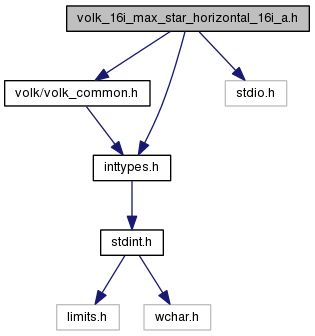 volk_16i_max_star_horizontal_16i_a.h
volk/volk_common.h
stdio.h
inttypes.h
stdint.h
limits.h
wchar.h